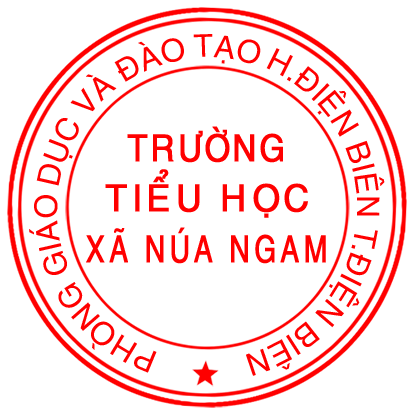 PHÒNG GIÁO DỤC VÀ ĐÀO TẠO H.ĐIỆN BIÊN T.ĐIỆN BIÊN
TRƯỜNG
TIỂU HỌC
XÃ NÚA NGAM